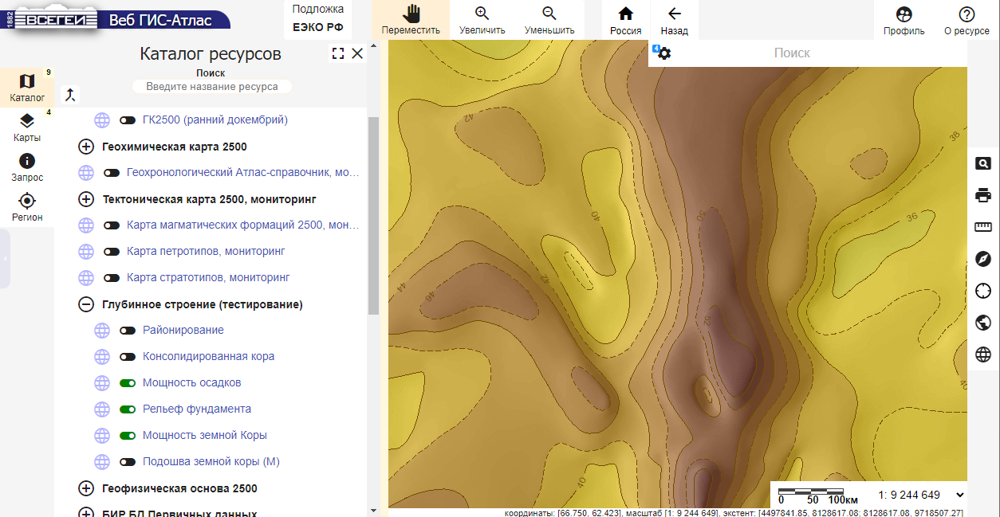 1882
ВСЕГЕИ
Веб ГИС-Атлас
Подложка
ЕЭКО РФ
Переместить
Увеличить
Уменьшить
Россия
Назад
Профиль
О ресурсе
Каталог ресурсов
Поиск
Введите название ресурса
9
Каталог
4
Карты
Запрос
Регион
ГК2500 (ранний докембрий)
Геохимическая карта 2500
Геохронологический Атлас-справочник, мо...
Тектоническая карта 2500, мониторинг
Карта магматических формаций 2500, мон...
Карта петротипов, мониторинг
Карта стратотипов, мониторинг
Глубинное строение (тестирование)
Районирование
Консолидированная кора
Мощность осадков
Рельеф фундамента
Мощность земной Коры
Подошва земной коры (М)
Геофизическая основа 2500
БИР БД Первичных данных
4
Поиск
42
38
40
50
36
42
44
46
52
40
40
0 50 100км
1: 9 244 649
координаты: [66.750, 62.423], масштаб [1: 9 244 649], экстент: [4497841.85, 8128617.08; 8128617.08, 9718507.27]